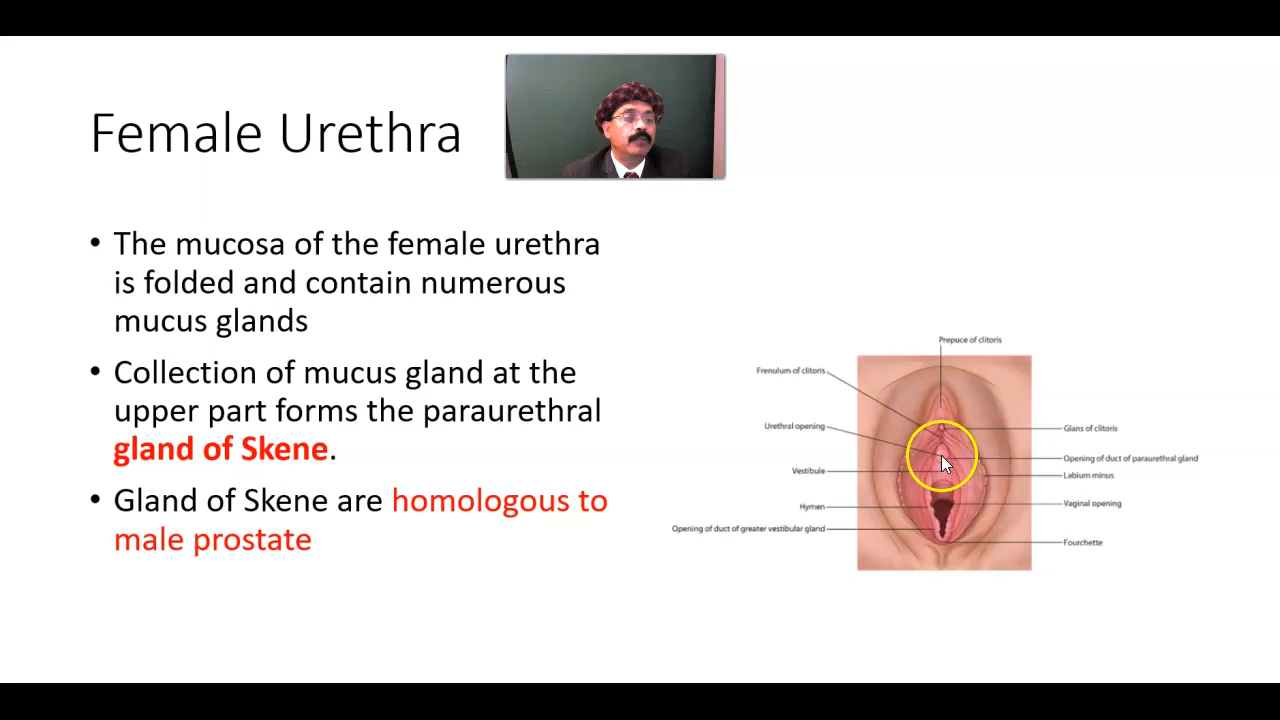 Female Urethra
• The mucosa of the female urethra
is folded and contain numerous
mucus glands
• Collection of mucus gland at the
upper part forms the paraurethral
gland of Skene.
• Gland of Skene are homologous to
male prostate
Prepuce of clitoris
Frenulum of clitoris
Urethral opening
Vestibule
Hymen
Opening of duct of greater vestibular gland
Glans of clitoris
Opening of duct of paraurethral gland
Labium minus
Vaginal opening
Fourchette